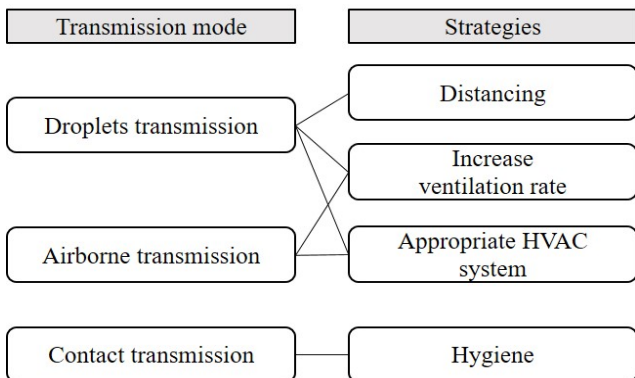 Transmission mode
Strategies
Droplets transmission
Distancing
Increase
ventilation rate
Airborne transmission
Appropriate HVAC
system
Contact transmission
Hygiene